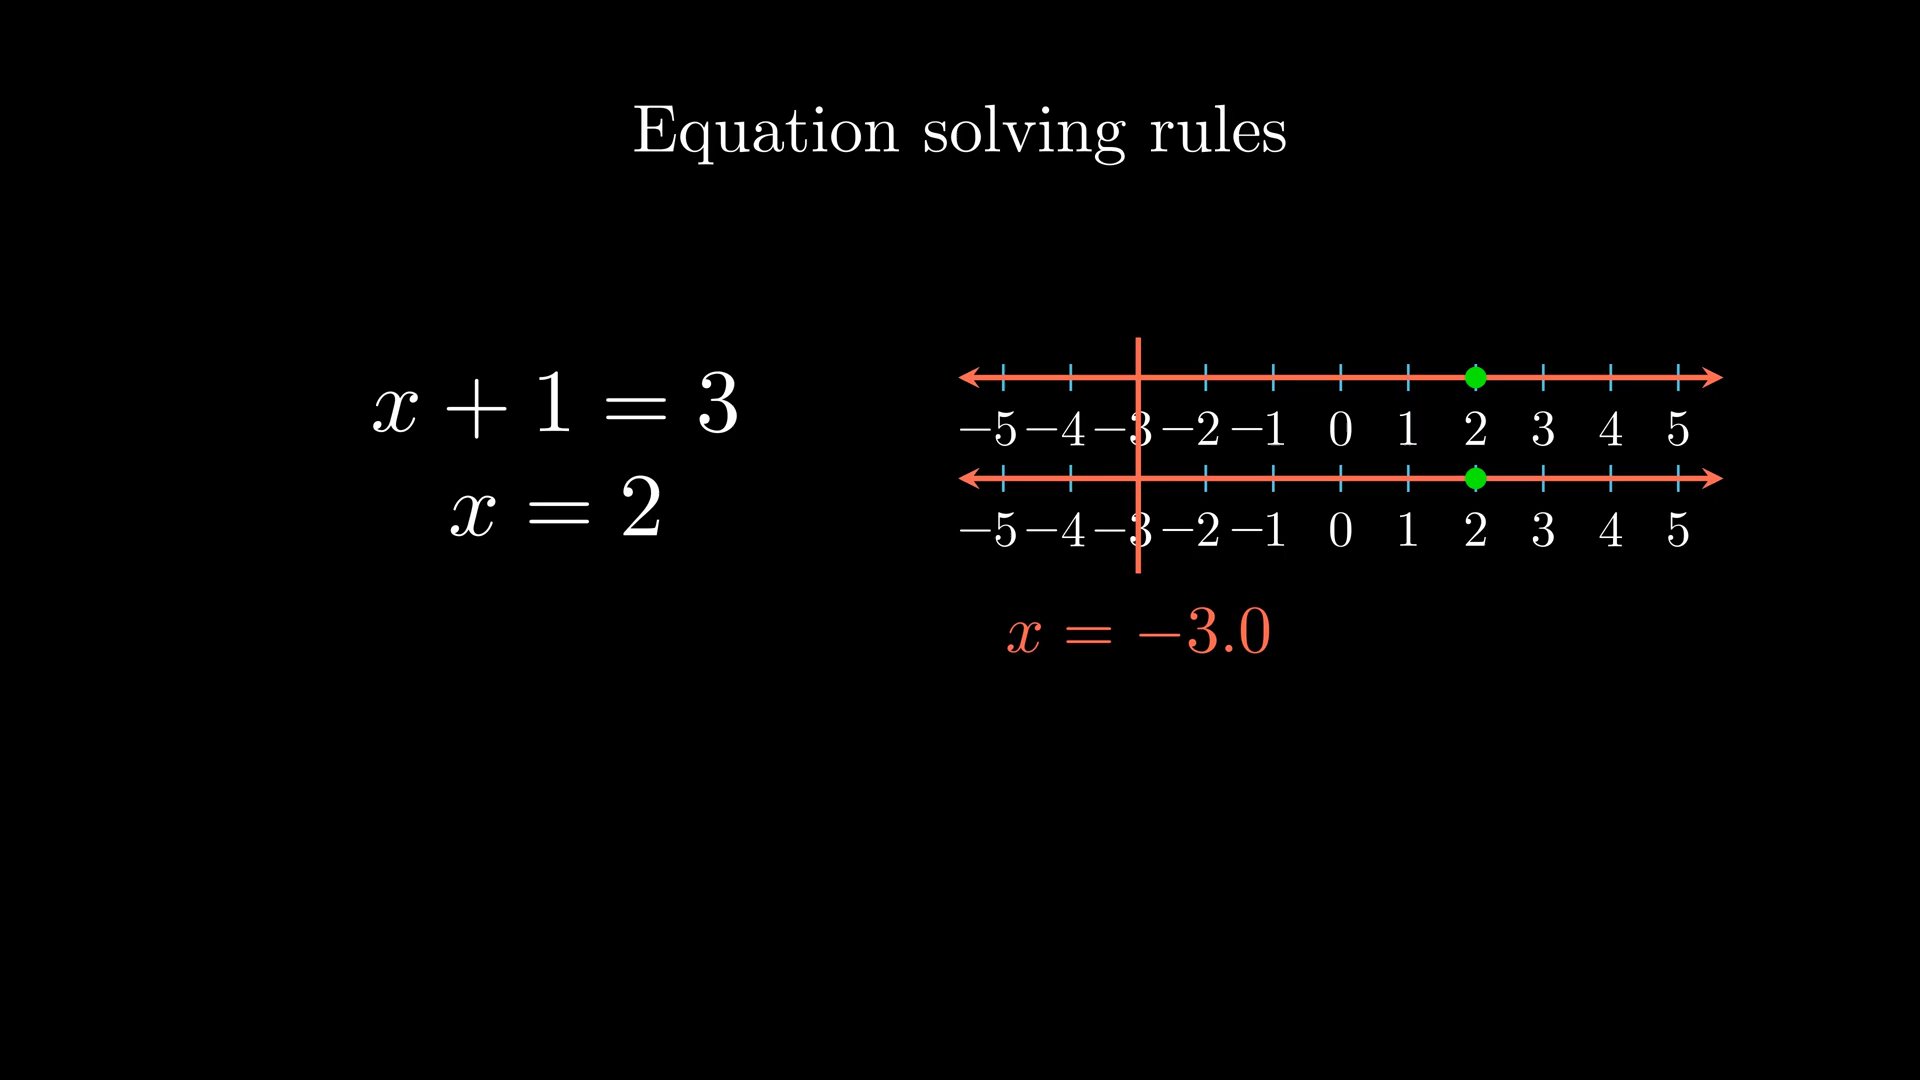 Equation solving rules
x + 1 = 3
x = 2
−5 −4 −3 −2 −1 0 1 2 3 4 5
−5 −4 −3 −2 −1 0 1 2 3 4 5
x = −3.0